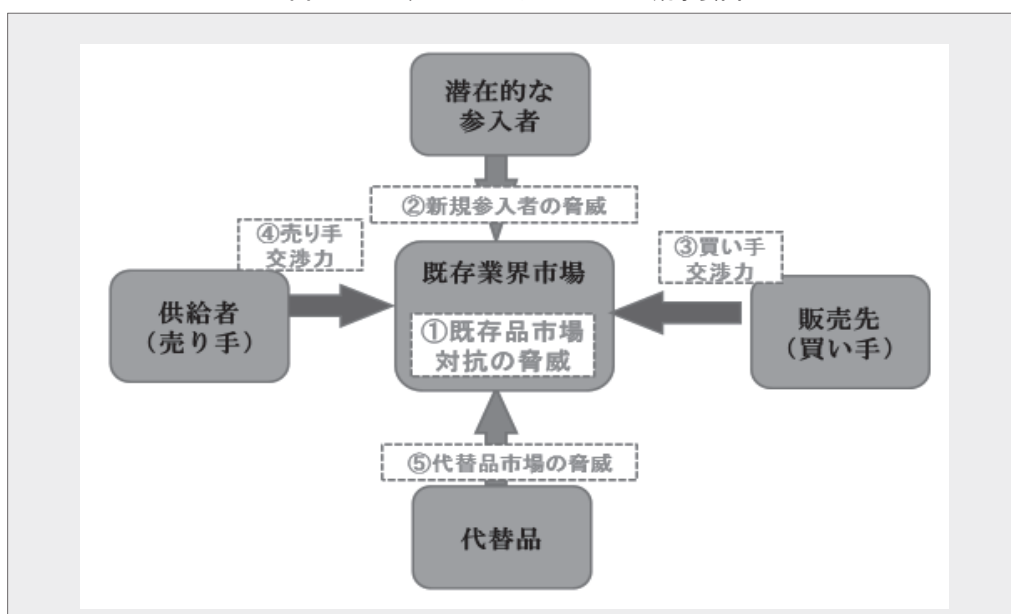 潜在的な
参入者
②新規参入者の脅威
④売り手
交渉力
③買い手
交渉力
既存業界市場
供給者
(売り手)
①既存品市場
対抗の脅威
販売先
(買い手)
⑤代替品市場の脅威
代替品